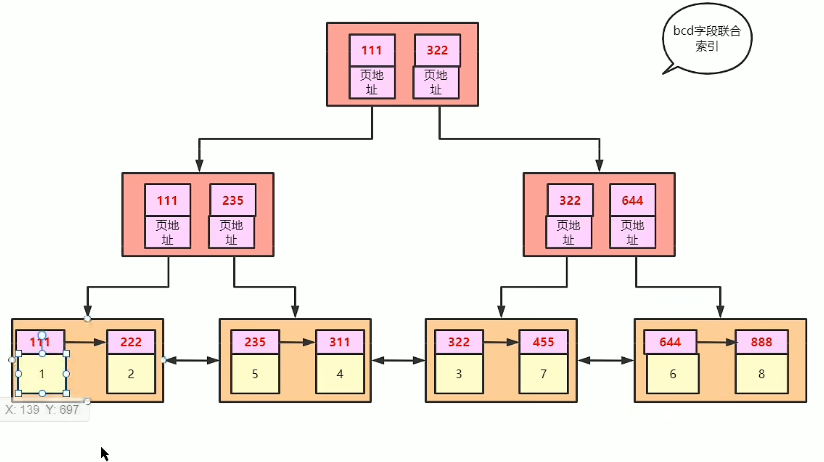 bcd字段联合
索引
111 322
页地 页地
址 址
111 235
页地 页地
址 址
322 644
页地 页地
址 址
111 222
1 2
235 311
5 4
322 455
3 7
644 888
6 8
X: 139 Y: 697